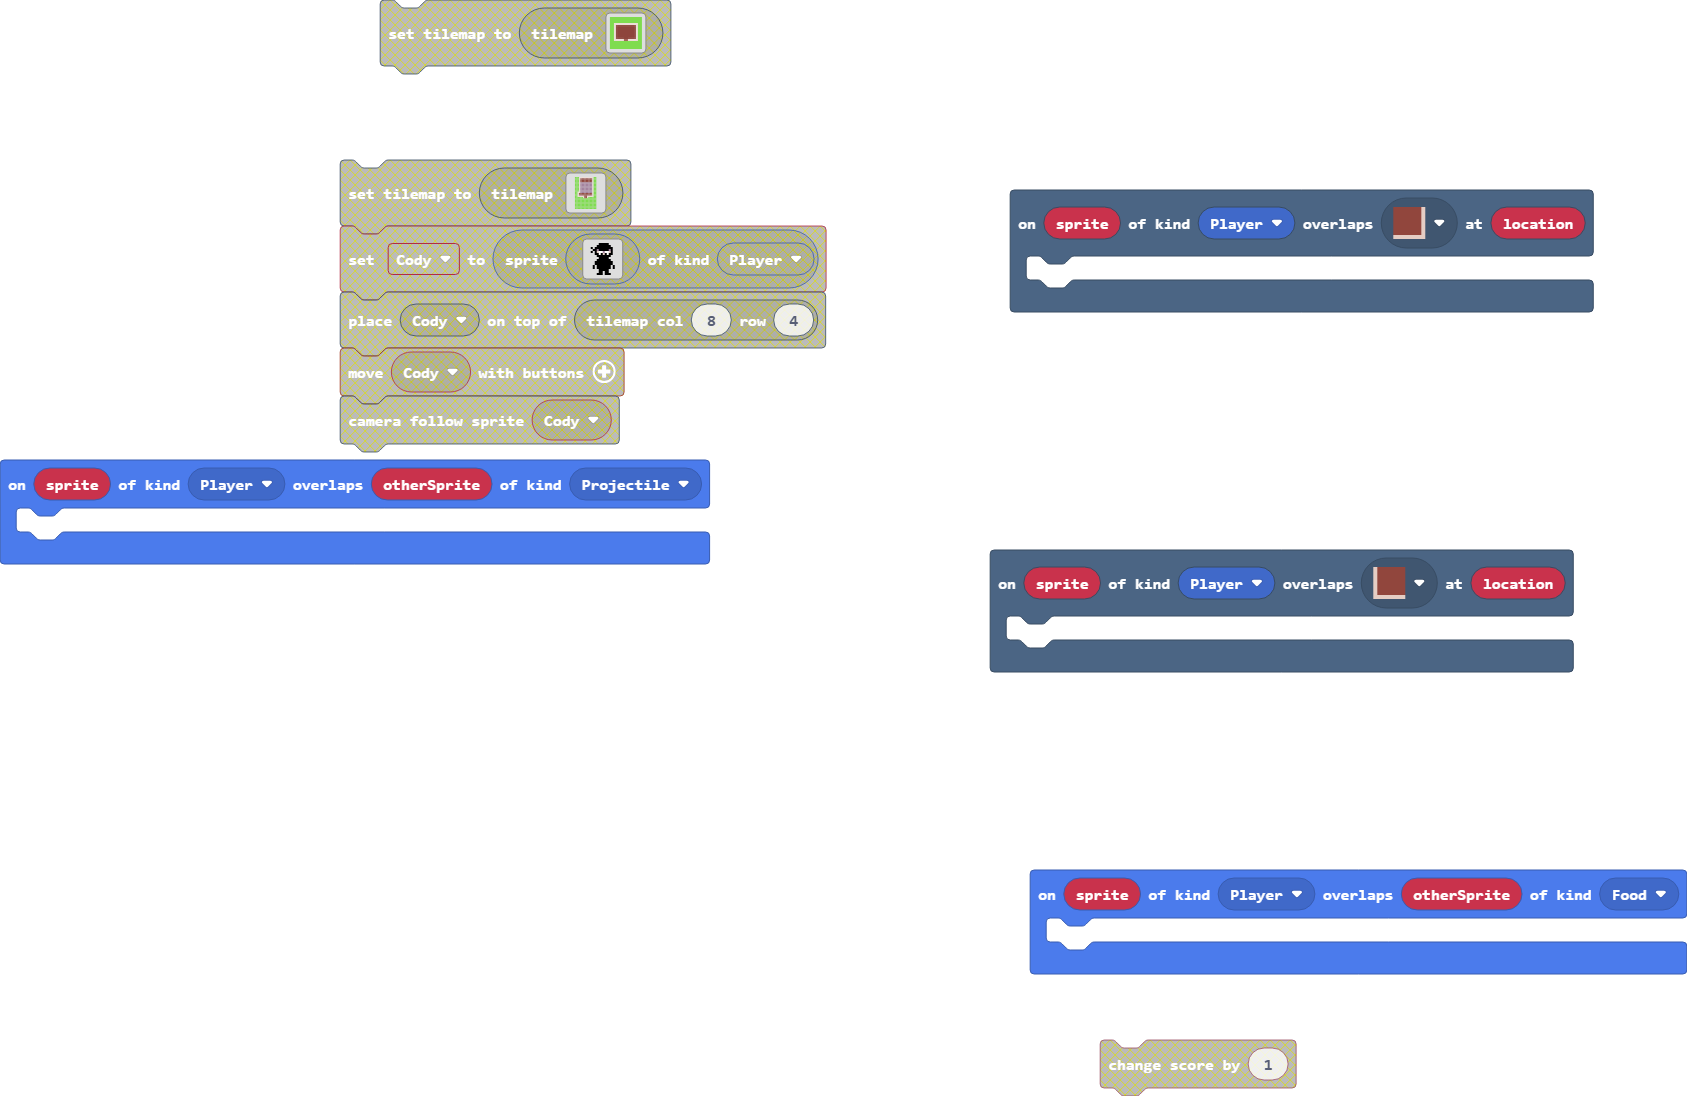 set tilemap to tilemap
set tilemap to tilemap
set Cody to sprite of kind Player
place Cody on top of tilemap col 8 row 4
move Cody with buttons
camera follow sprite Cody
on sprite of kind Player overlaps otherSprite of kind Projectile
on sprite of kind Player overlaps at location
on sprite of kind Player overlaps at location
on sprite of kind Player overlaps otherSprite of kind Food
change score by 1